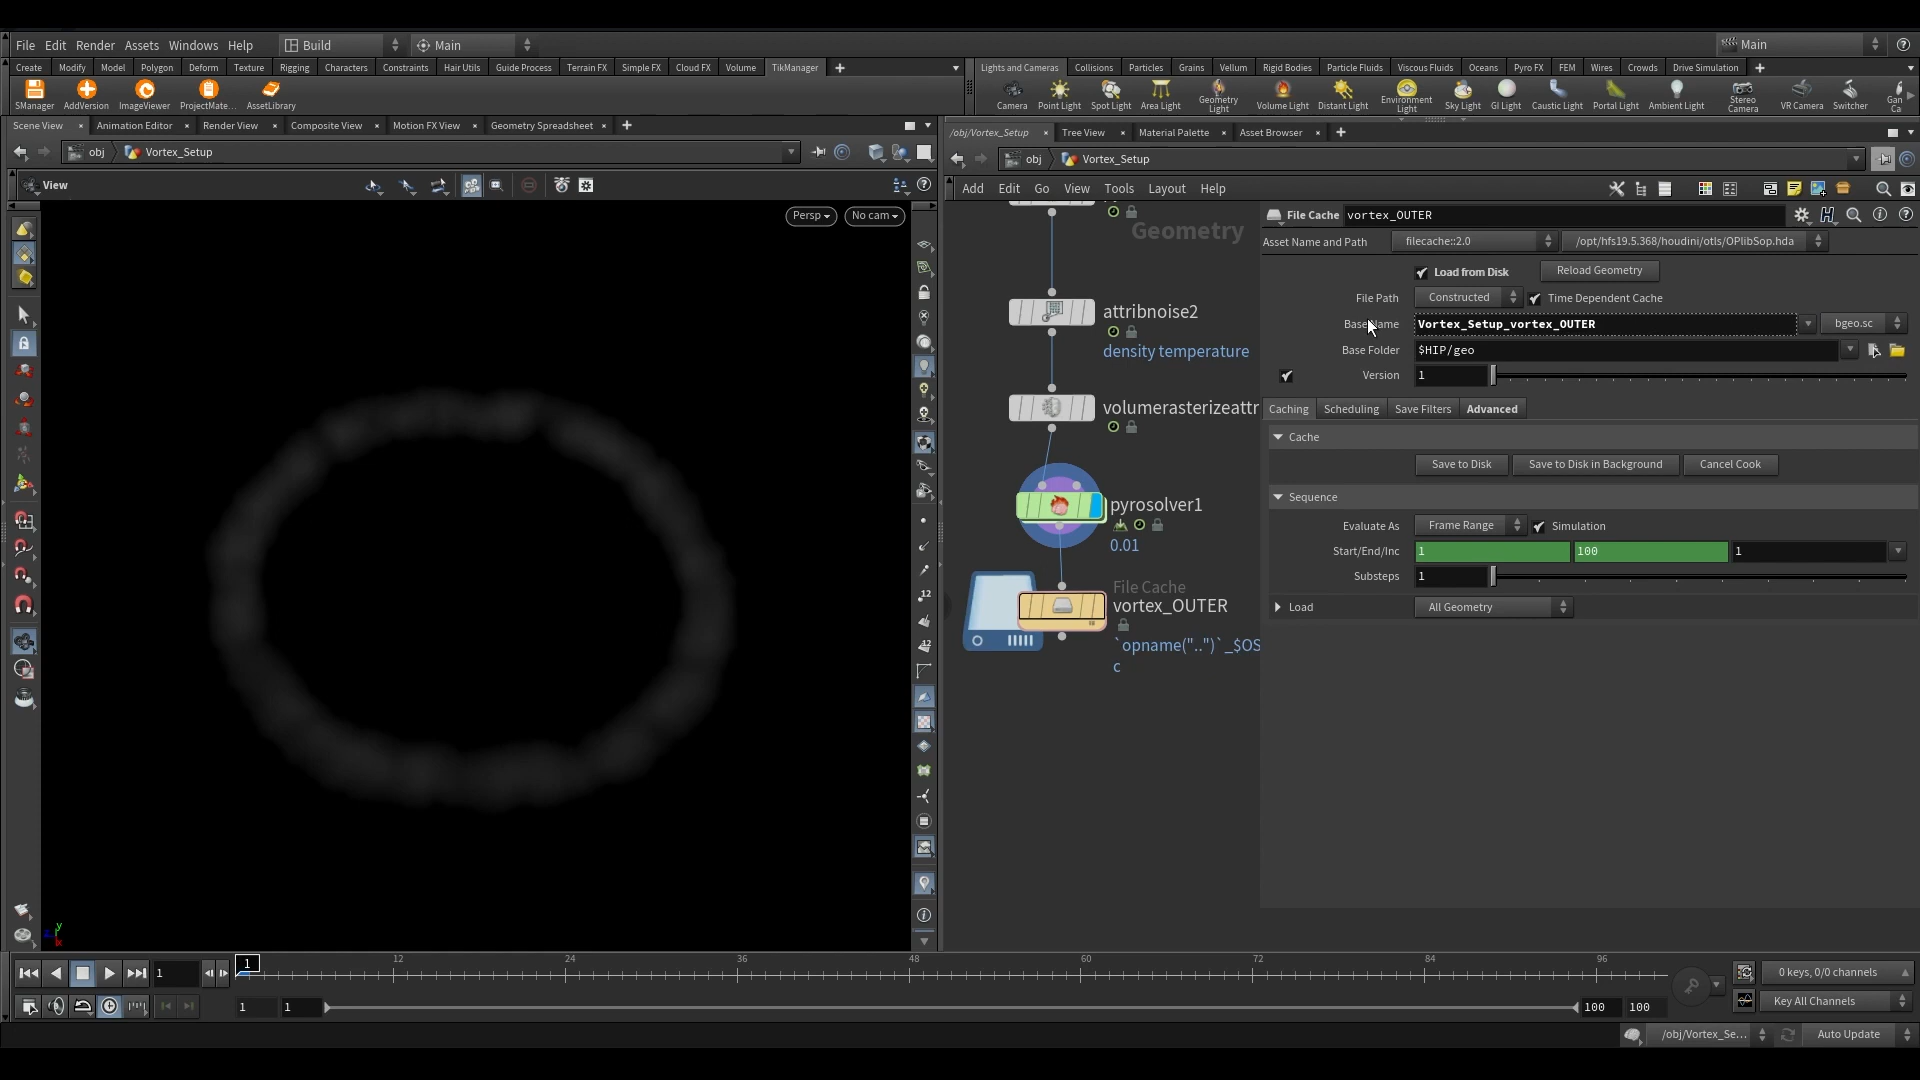 File Edit Render Assets Windows Help Build Main Main
Create Modify Model Polygon Deform Texture Rigging Characters Constraints Hair Utils Guide Process Terrain FX Simple FX Cloud FX Volume TikManager
SManager AddVersion ImageViewer ProjectMate... AssetLibrary
Lights and Cameras Collisions Particles Grains Vellum Rigid Bodies Particle Fluids Viscous Fluids Oceans Pyro FX FEM Wires Crowds Drive Simulation
Camera Point Light Spot Light Area Light Geometry Light Volume Light Distant Light Environment Light Sky Light GI Light Caustic Light Portal Light Ambient Light Stereo Camera VR Camera Switcher Gan Ca
Scene View Animation Editor Render View Composite View Motion FX View Geometry Spreadsheet
/obj/Vortex_Setup Tree View Material Palette Asset Browser
obj Vortex_Setup
obj Vortex_Setup
View
Add Edit Go View Tools Layout Help
Persp No cam
Geometry
attribnoise2
density temperature
volumerasterizeattr
pyrosolver1
0.01
File Cache
vortex_OUTER
`opname("..")`_$OS
c
File Cache vortex_OUTER
Asset Name and Path filecache::2.0 /opt/hfs19.5.368/houdini/otls/OPlibSop.hda
Load from Disk Reload Geometry
File Path Constructed Time Dependent Cache
Base Name Vortex_Setup_vortex_OUTER bgeo.sc
Base Folder $HIP/geo
Version 1
Caching Scheduling Save Filters Advanced
Cache
Save to Disk Save to Disk in Background Cancel Cook
Sequence
Evaluate As Frame Range Simulation
Start/End/Inc 1 100 1
Substeps 1
Load All Geometry
12
12
y
x
1 1 12 24 36 48 60 72 84 96
0 keys, 0/0 channels
1 1 100 100 Key All Channels
/obj/Vortex_Se... Auto Update